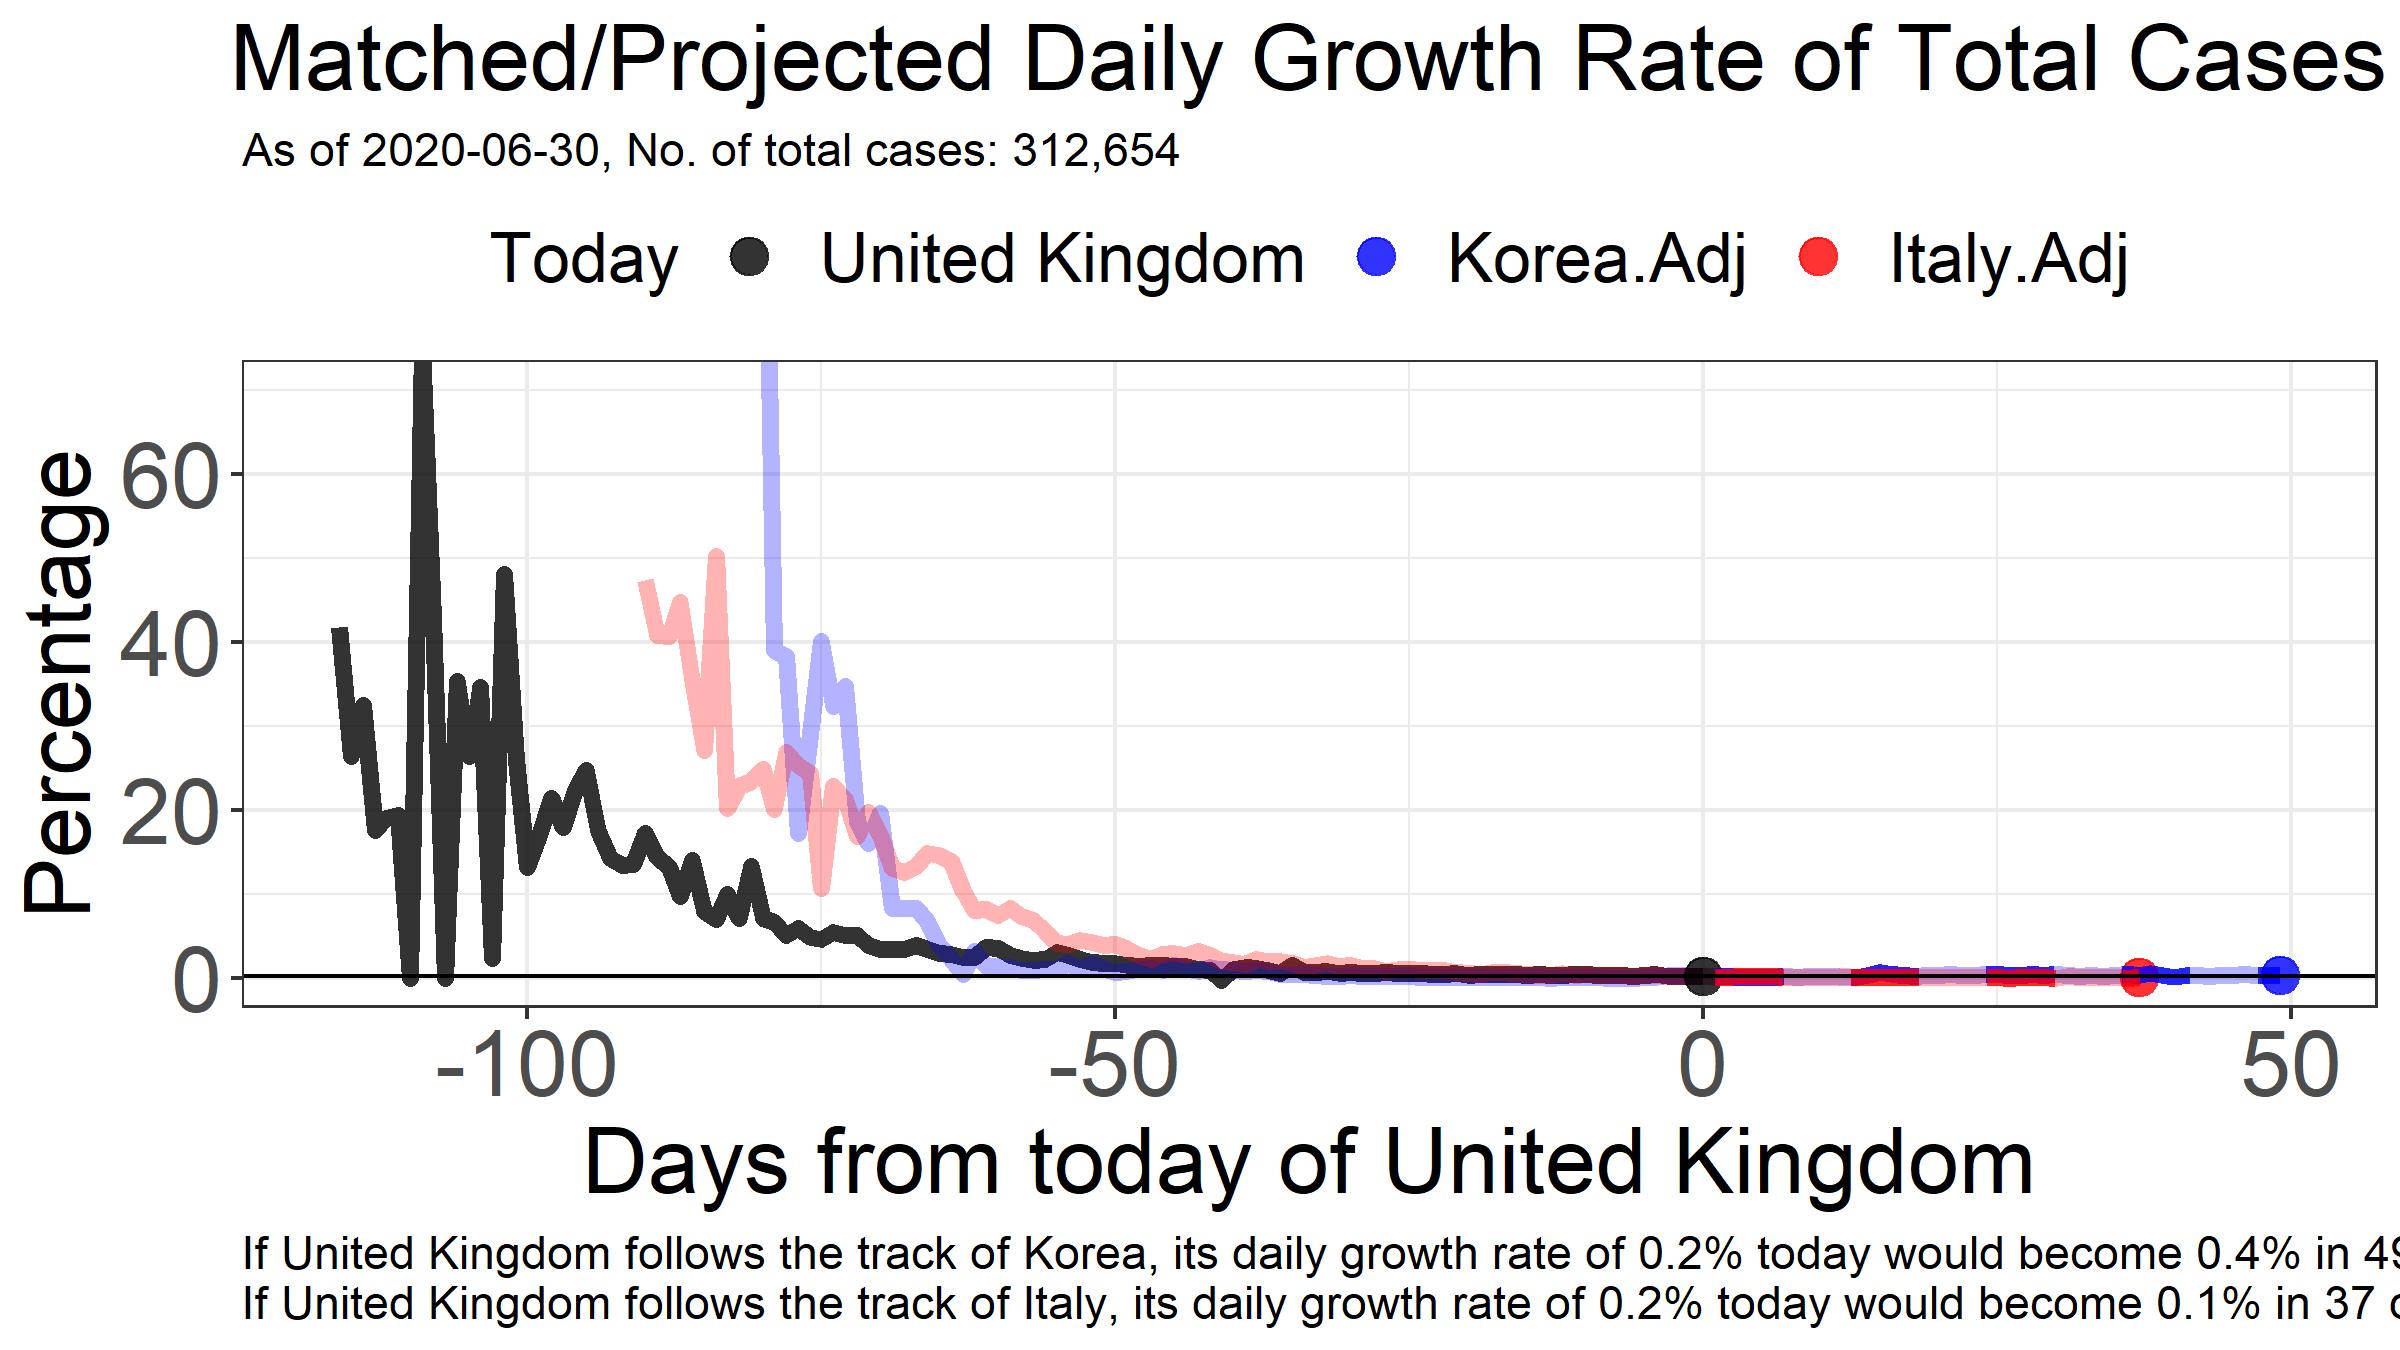 Matched/Projected Daily Growth Rate of Total Cases
As of 2020-06-30, No. of total cases: 312,654
Today United Kingdom Korea.Adj Italy.Adj
Percentage
60
40
20
0
-100 -50 0 50
Days from today of United Kingdom
If United Kingdom follows the track of Korea, its daily growth rate of 0.2% today would become 0.4% in 49
If United Kingdom follows the track of Italy, its daily growth rate of 0.2% today would become 0.1% in 37